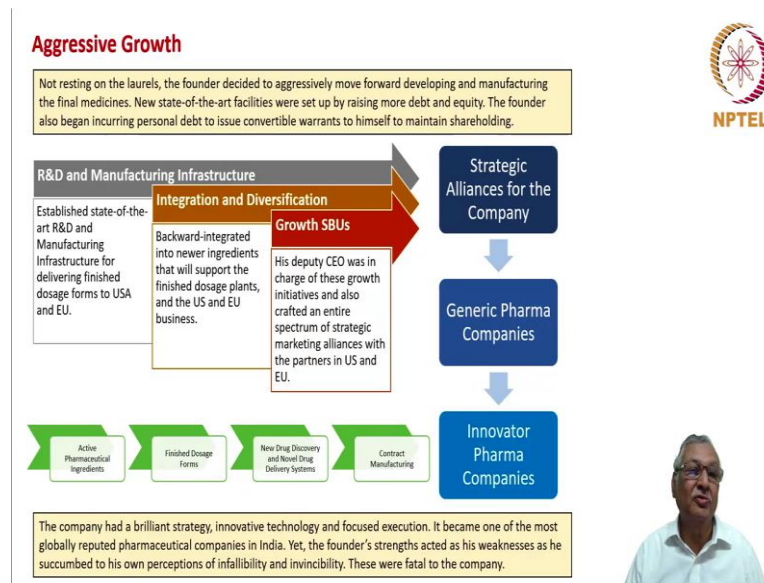 Aggressive Growth
Not resting on the laurels, the founder decided to aggressively move forward developing and manufacturing
the final medicines. New state-of-the-art facilities were set up by raising more debt and equity. The founder
also began incurring personal debt to issue convertible warrants to himself to maintain shareholding.
NPTEL
R&D and Manufacturing Infrastructure
Established state-of-the-
art R&D and
Manufacturing
Infrastructure for
delivering finished
dosage forms to USA
and EU.
Integration and Diversification
Backward-integrated
into newer ingredients
that will support the
finished dosage plants,
and the US and EU
business.
Growth SBUs
His deputy CEO was in
charge of these growth
initiatives and also
crafted an entire
spectrum of strategic
marketing alliances with
the partners in US and
EU.
Strategic
Alliances for the
Company
Generic Pharma
Companies
Innovator
Pharma
Companies
Active
Pharmaceutical
Ingredients
Finished Dosage
Forms
New Drug Discovery
and Novel Drug
Delivery Systems
Contract
Manufacturing
The company had a brilliant strategy, innovative technology and focused execution. It became one of the most
globally reputed pharmaceutical companies in India. Yet, the founder's strengths acted as his weaknesses as he
succumbed to his own perceptions of infallibility and invincibility. These were fatal to the company.